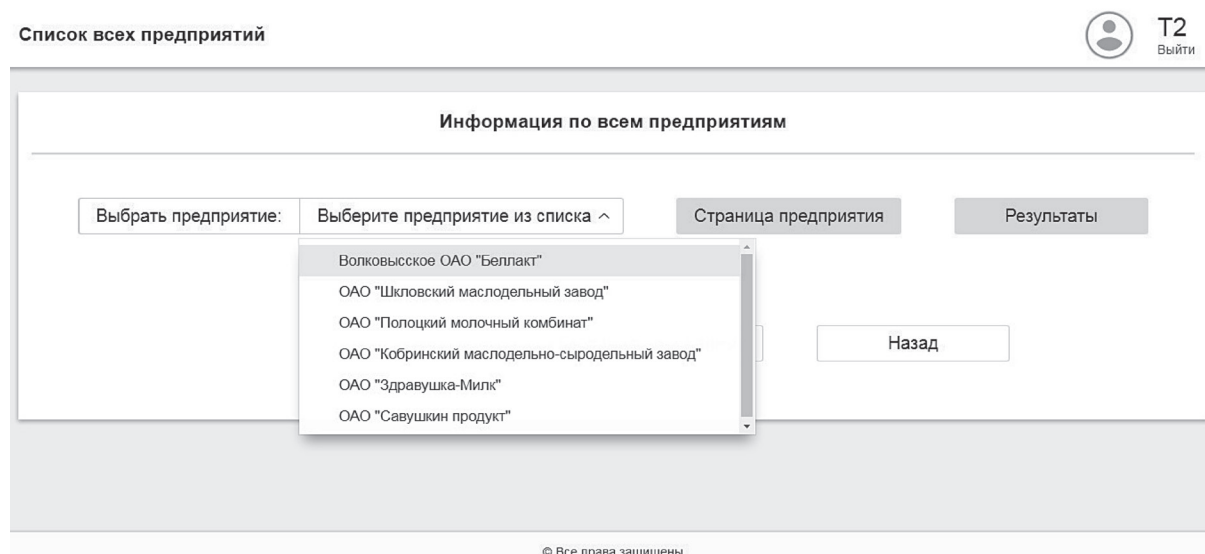 Список всех предприятий
T2
Выйти
Информация по всем предприятиям
Выбрать предприятие:
Выберите предприятие из списка
Страница предприятия
Результаты
Волковысское ОАО "Беллакт"
ОАО "Шкловский маслодельный завод"
ОАО "Полоцкий молочный комбинат"
ОАО "Кобринский маслодельно-сыродельный завод"
ОАО "Здравушка-Милк"
ОАО "Савушкин продукт"
Назад
© Все права защищены